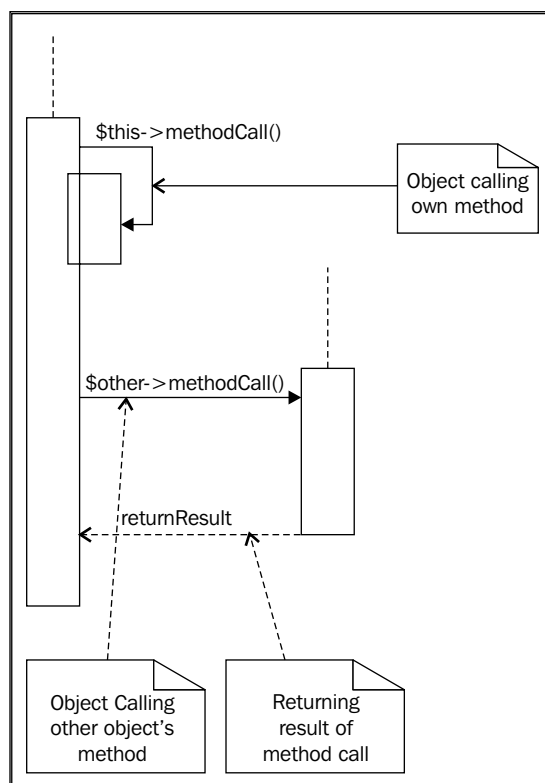 $this->methodCall()
Object calling
own method
$other->methodCall()
returnResult
Object Calling
other object's
method
Returning
result of
method call